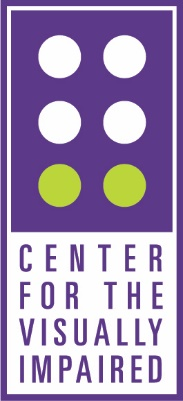 CENTER
FOR THE
VISUALLY
IMPAIRED